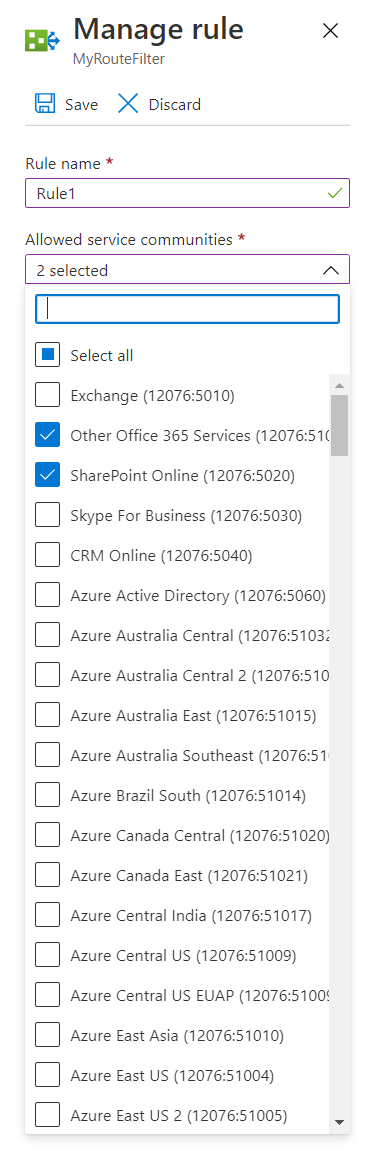 Manage rule
MyRouteFilter
Save Discard
Rule name *
Rule1
Allowed service communities *
2 selected
Select all
Exchange (12076:5010)
Other Office 365 Services (12076:510
SharePoint Online (12076:5020)
Skype For Business (12076:5030)
CRM Online (12076:5040)
Azure Active Directory (12076:5060)
Azure Australia Central (12076:51032
Azure Australia Central 2 (12076:510
Azure Australia East (12076:51015)
Azure Australia Southeast (12076:510
Azure Brazil South (12076:51014)
Azure Canada Central (12076:51020)
Azure Canada East (12076:51021)
Azure Central India (12076:51017)
Azure Central US (12076:51009)
Azure Central US EUAP (12076:51009
Azure East Asia (12076:51010)
Azure East US (12076:51004)
Azure East US 2 (12076:51005)